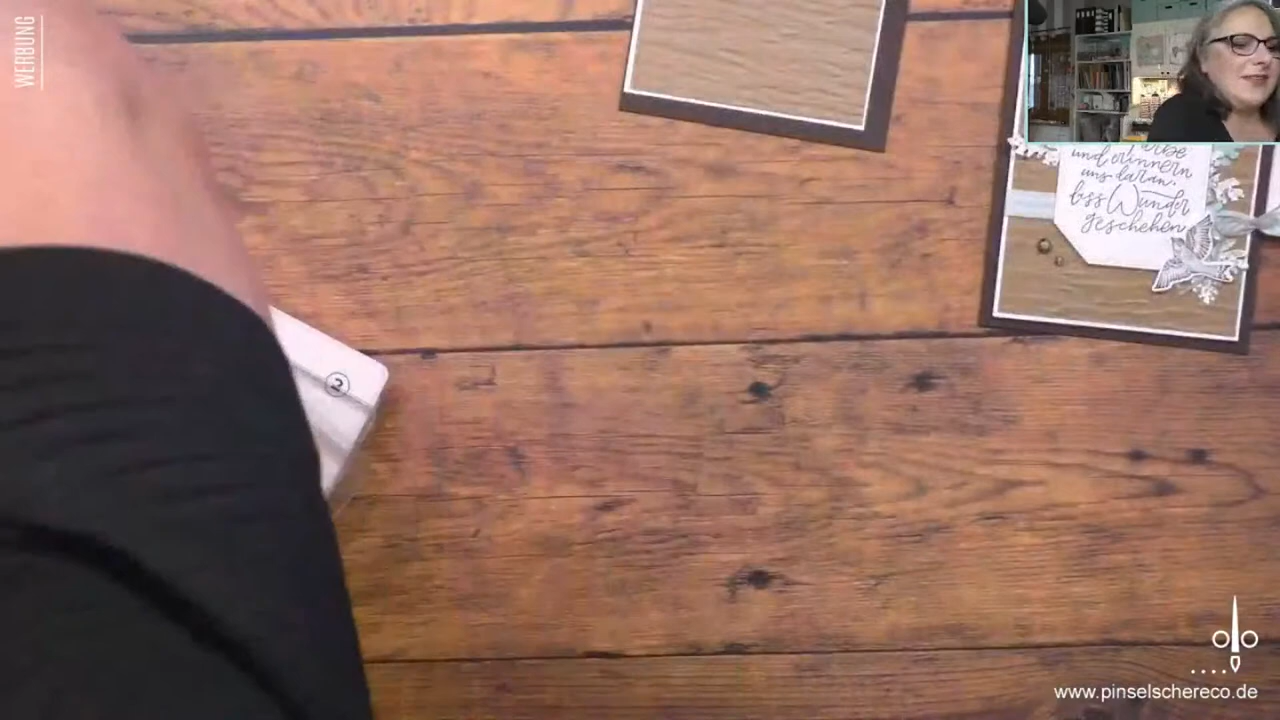 WERBUNG
und erinnern
uns daran,
dass Wunder
geschehen
②
www.pinselschereco.de